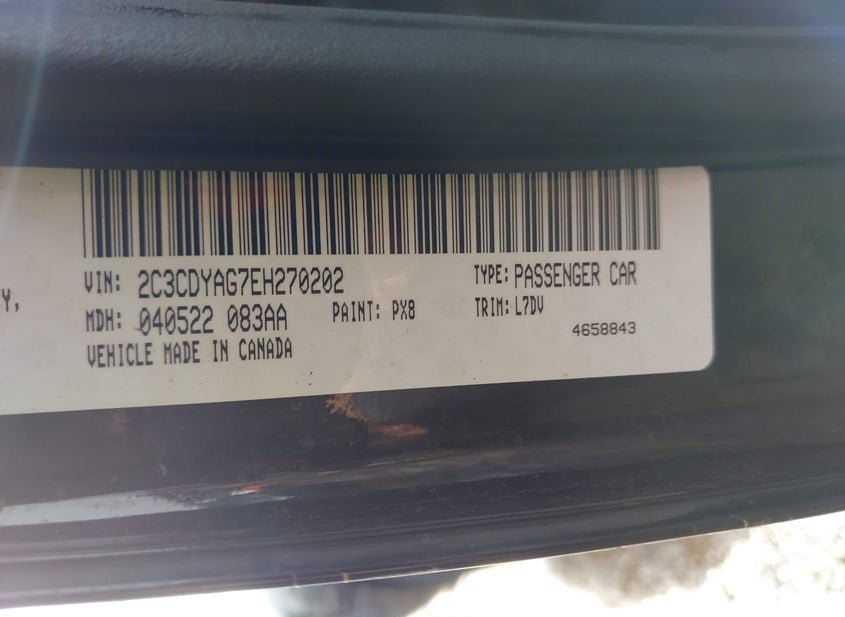 Y,
VIN: 2C3CDYAG7EH270202 TYPE: PASSENGER CAR
MDH: 040522 083AA PAINT: PX8 TRIM: L7DV
VEHICLE MADE IN CANADA 4658843